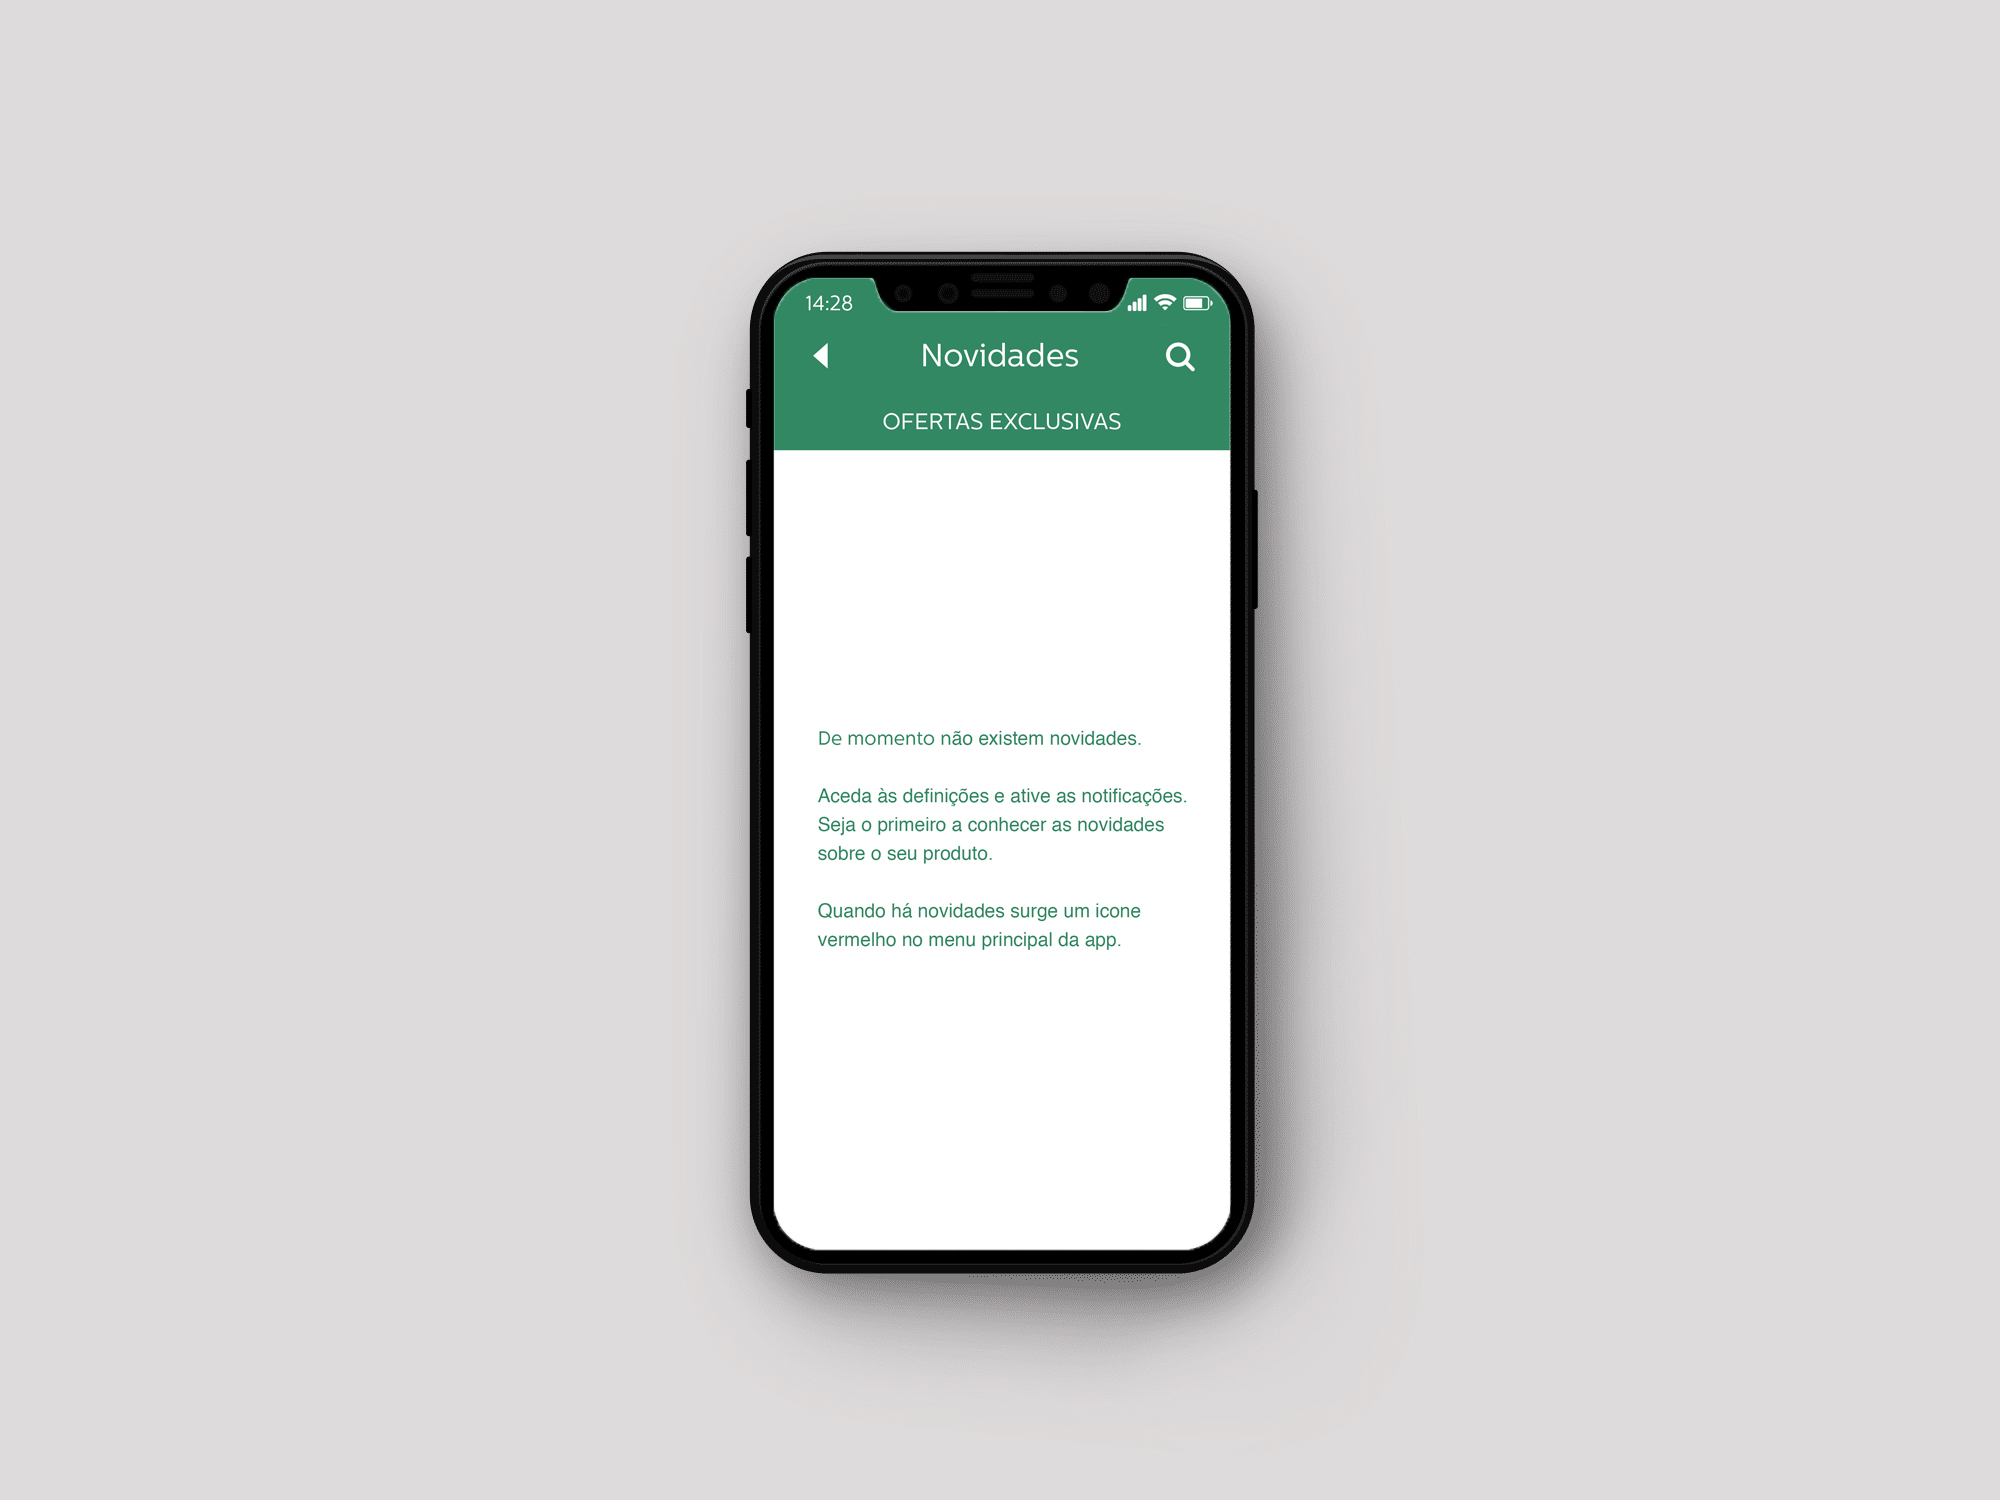 14:28
Novidades
OFERTAS EXCLUSIVAS
De momento não existem novidades.
Aceda às definições e ative as notificações.
Seja o primeiro a conhecer as novidades
sobre o seu produto.
Quando há novidades surge um icone
vermelho no menu principal da app.